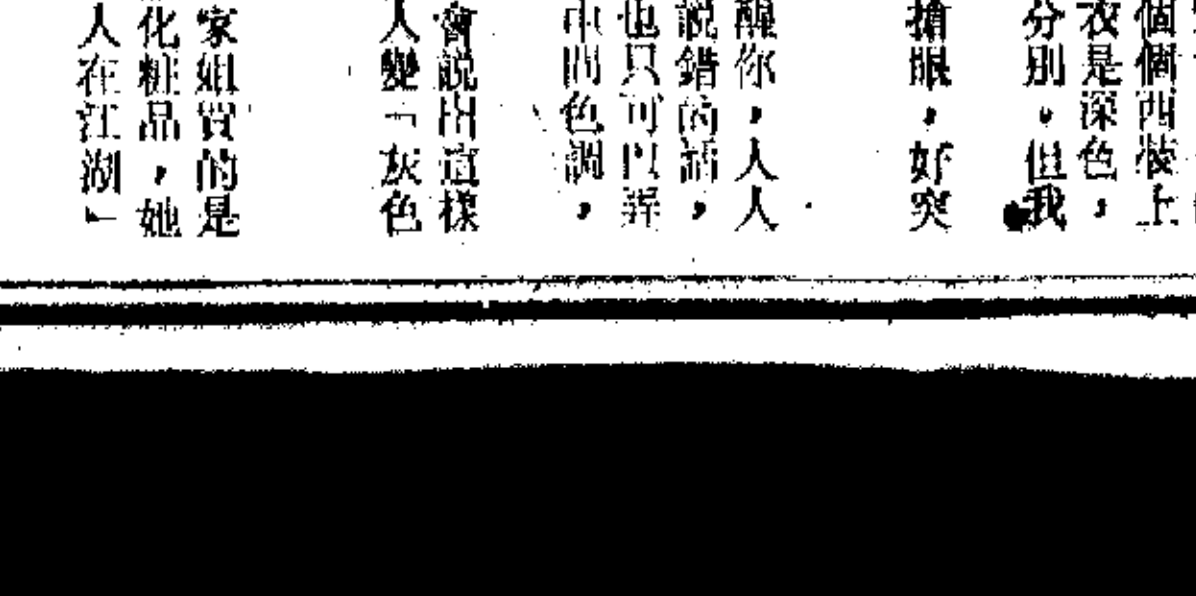 個個西裝上
衣是深色，
分別。但我
搶眼，好突
醒你，人人
說錯的話，
也只可以弄
中間色調，
會說出這樣
人變「灰色
家姐買的是
化粧品，她
人在江湖」